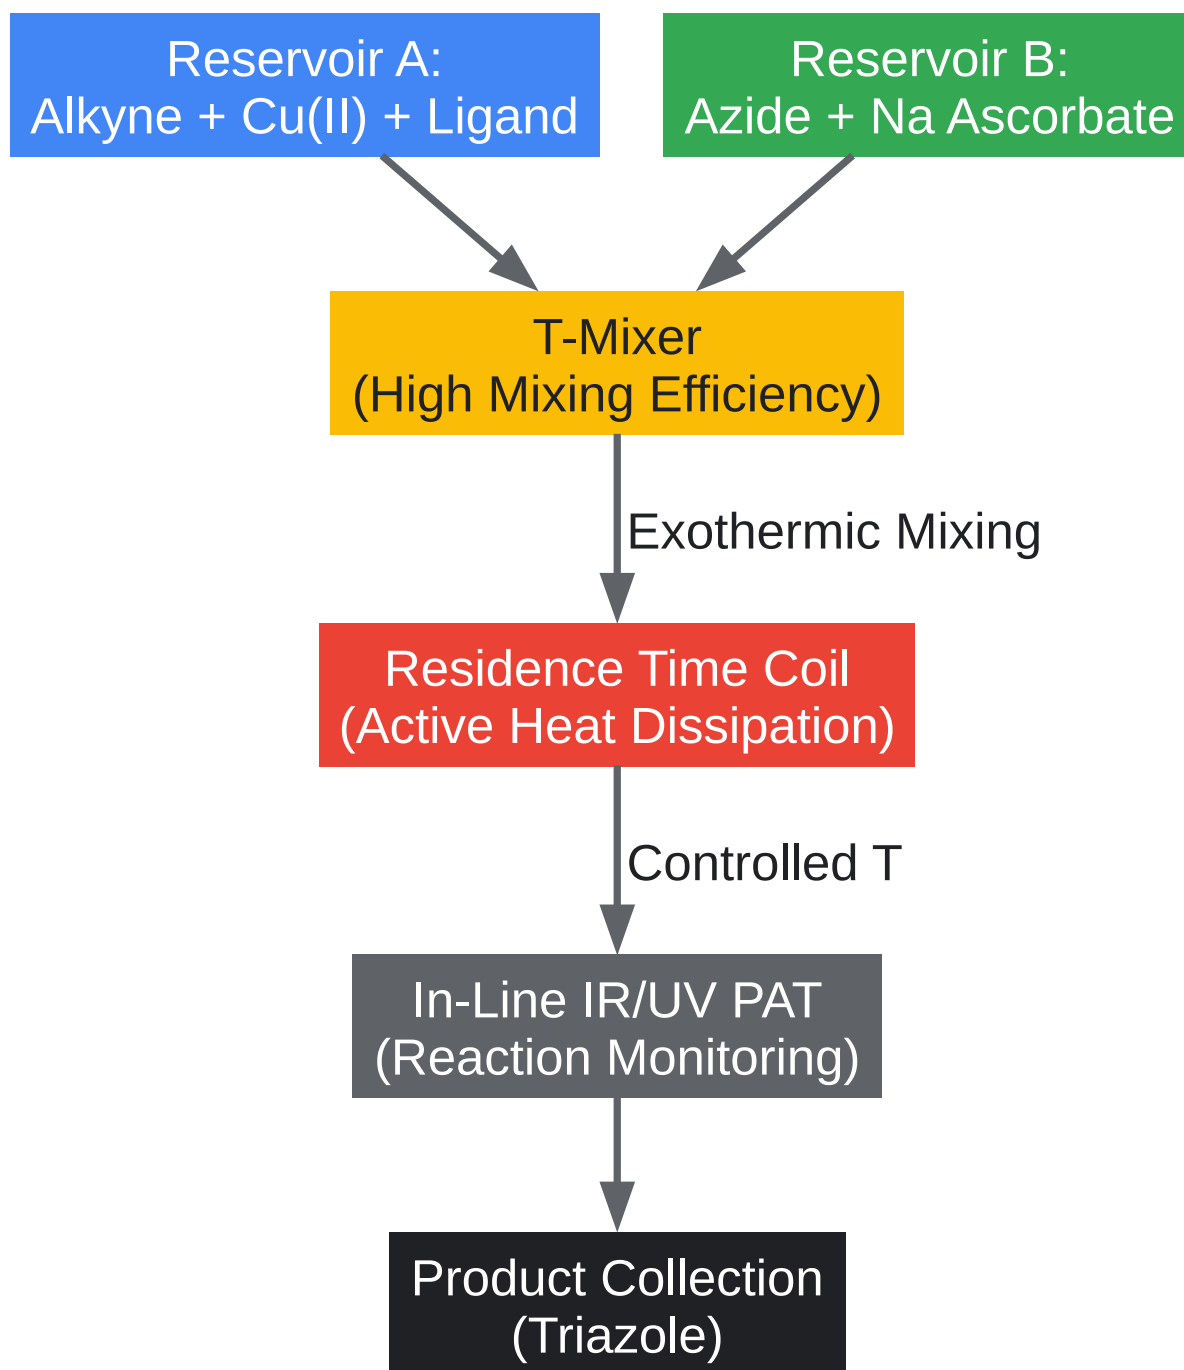 Reservoir A:
Alkyne + Cu(II) + Ligand
Reservoir B:
Azide + Na Ascorbate
T-Mixer
(High Mixing Efficiency)
Exothermic Mixing
Residence Time Coil
(Active Heat Dissipation)
Controlled T
In-Line IR/UV PAT
(Reaction Monitoring)
Product Collection
(Triazole)